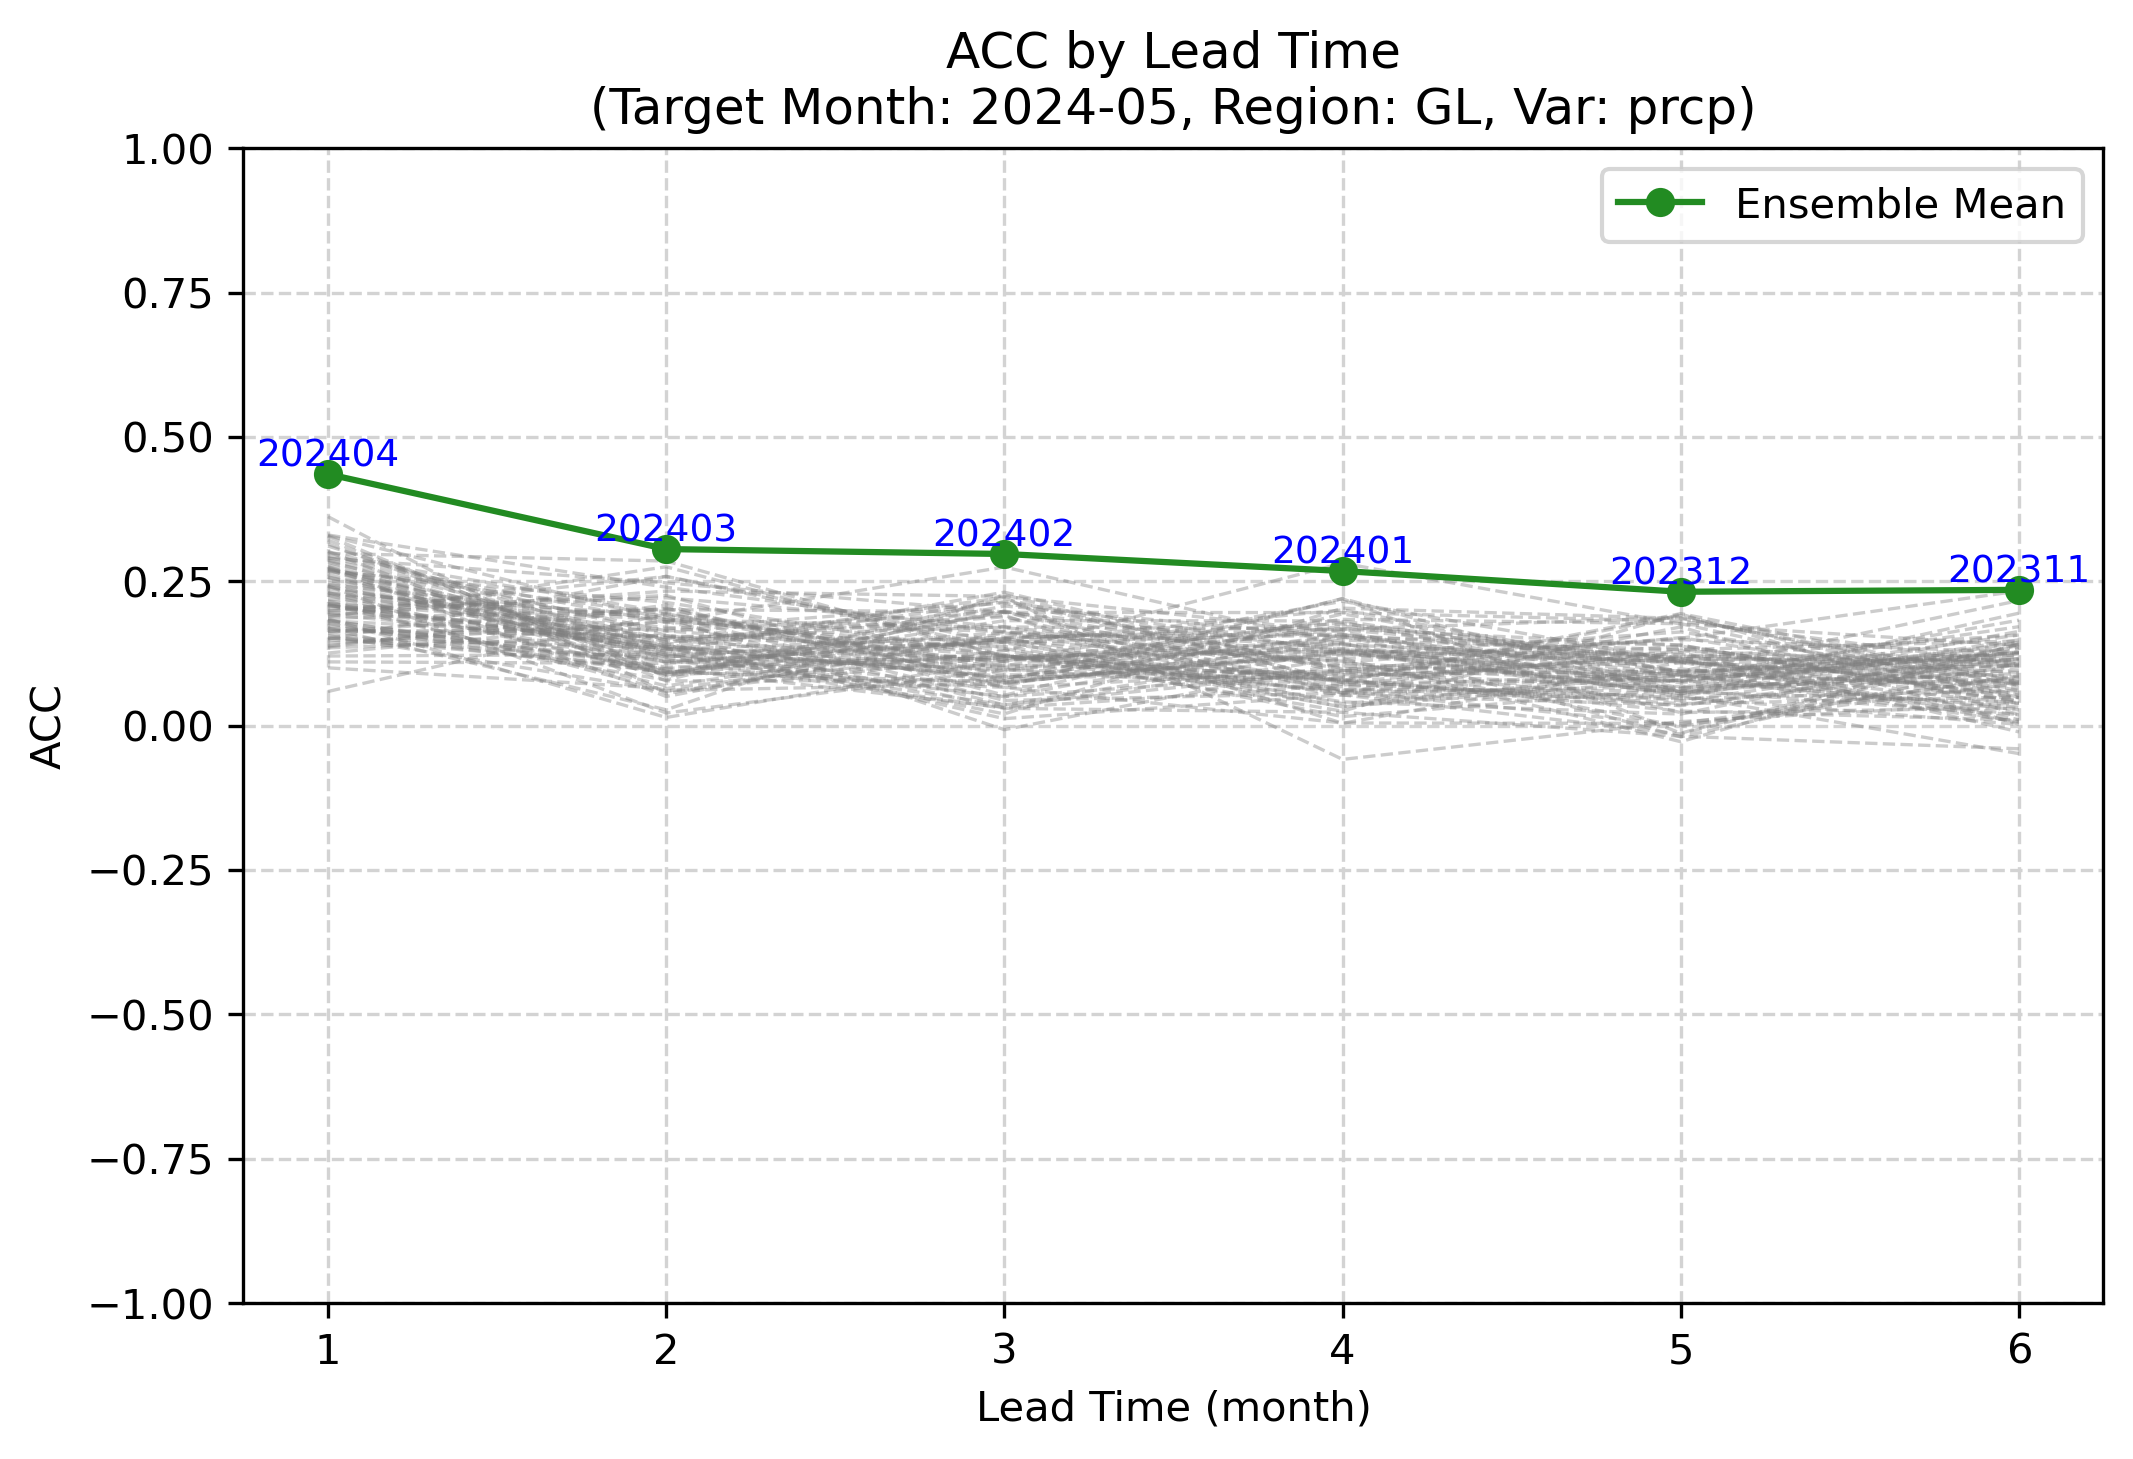 ACC by Lead Time
(Target Month: 2024-05, Region: GL, Var: prcp)
1.00
0.75
0.50
0.25
0.00
−0.25
−0.50
−0.75
−1.00
ACC
Ensemble Mean
202404
202403
202402
202401
202312
202311
1 2 3 4 5 6
Lead Time (month)